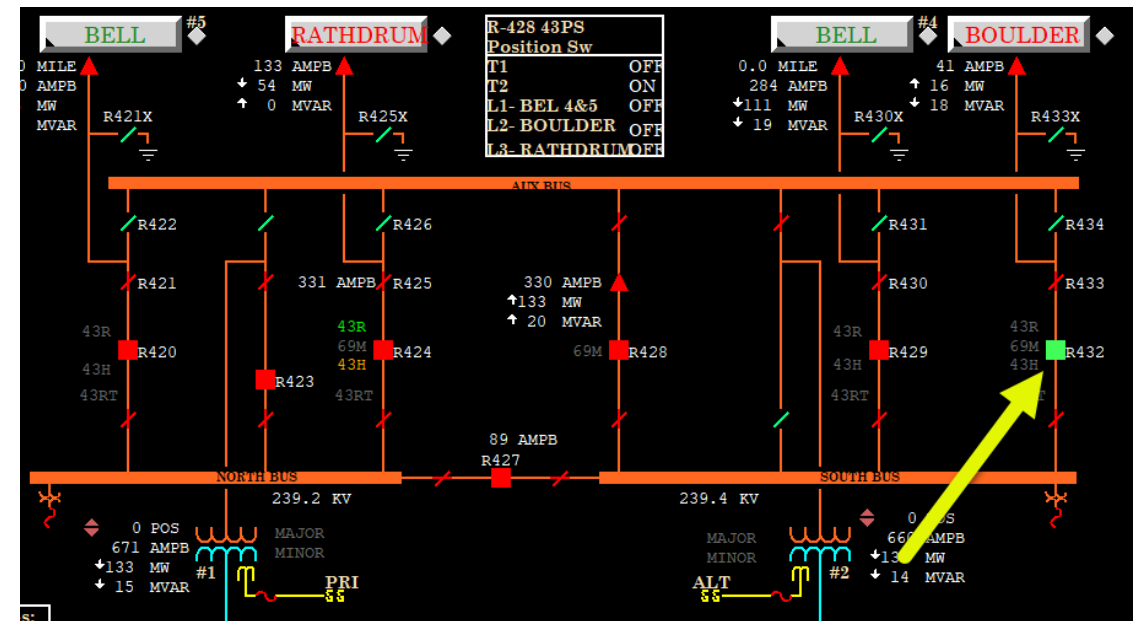 BELL
#5
RATHDRUM
R-428 43PS
Position Sw
T1 OFF
T2 ON
L1- BEL 4&5 OFF
L2- BOULDER OFF
L3- RATHDRUM OFF
BELL
#4
BOULDER
MILE
AMPB
MW
MVAR
R421X
133 AMPB
54 MW
0 MVAR
R425X
0.0 MILE
284 AMPB
111 MW
19 MVAR
R430X
41 AMPB
16 MW
18 MVAR
R433X
AUX BUS
R422
R426
R431
R434
R421
331 AMPB
R425
330 AMPB
133 MW
20 MVAR
R430
R433
43R
R420
43H
43RT
R423
43R
69M
43H
R424
43RT
69M
R428
43R
R429
43H
43RT
43R
69M
R432
43H
89 AMPB
R427
NORTH BUS
SOUTH BUS
239.2 KV
239.4 KV
0 POS
671 AMPB
133 MW
15 MVAR
#1
MAJOR
MINOR
PRI
MAJOR
MINOR
ALT
#2
0
AMPB
MW
14 MVAR
s: